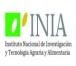 INIA
Instituto Nacional de Investigación
y Tecnología Agraria y Alimentaria